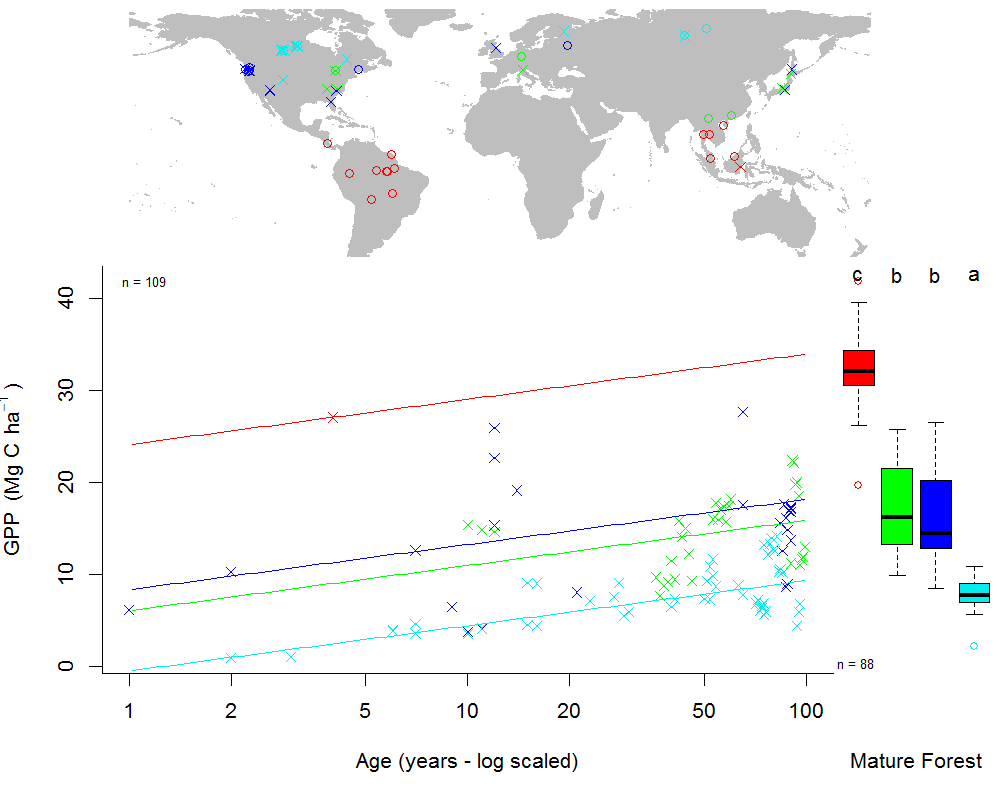 n = 109
c b b a
GPP (Mg C ha⁻¹)
40
30
20
10
0
n = 88
1 2 5 10 20 50 100
Age (years - log scaled)
Mature Forest